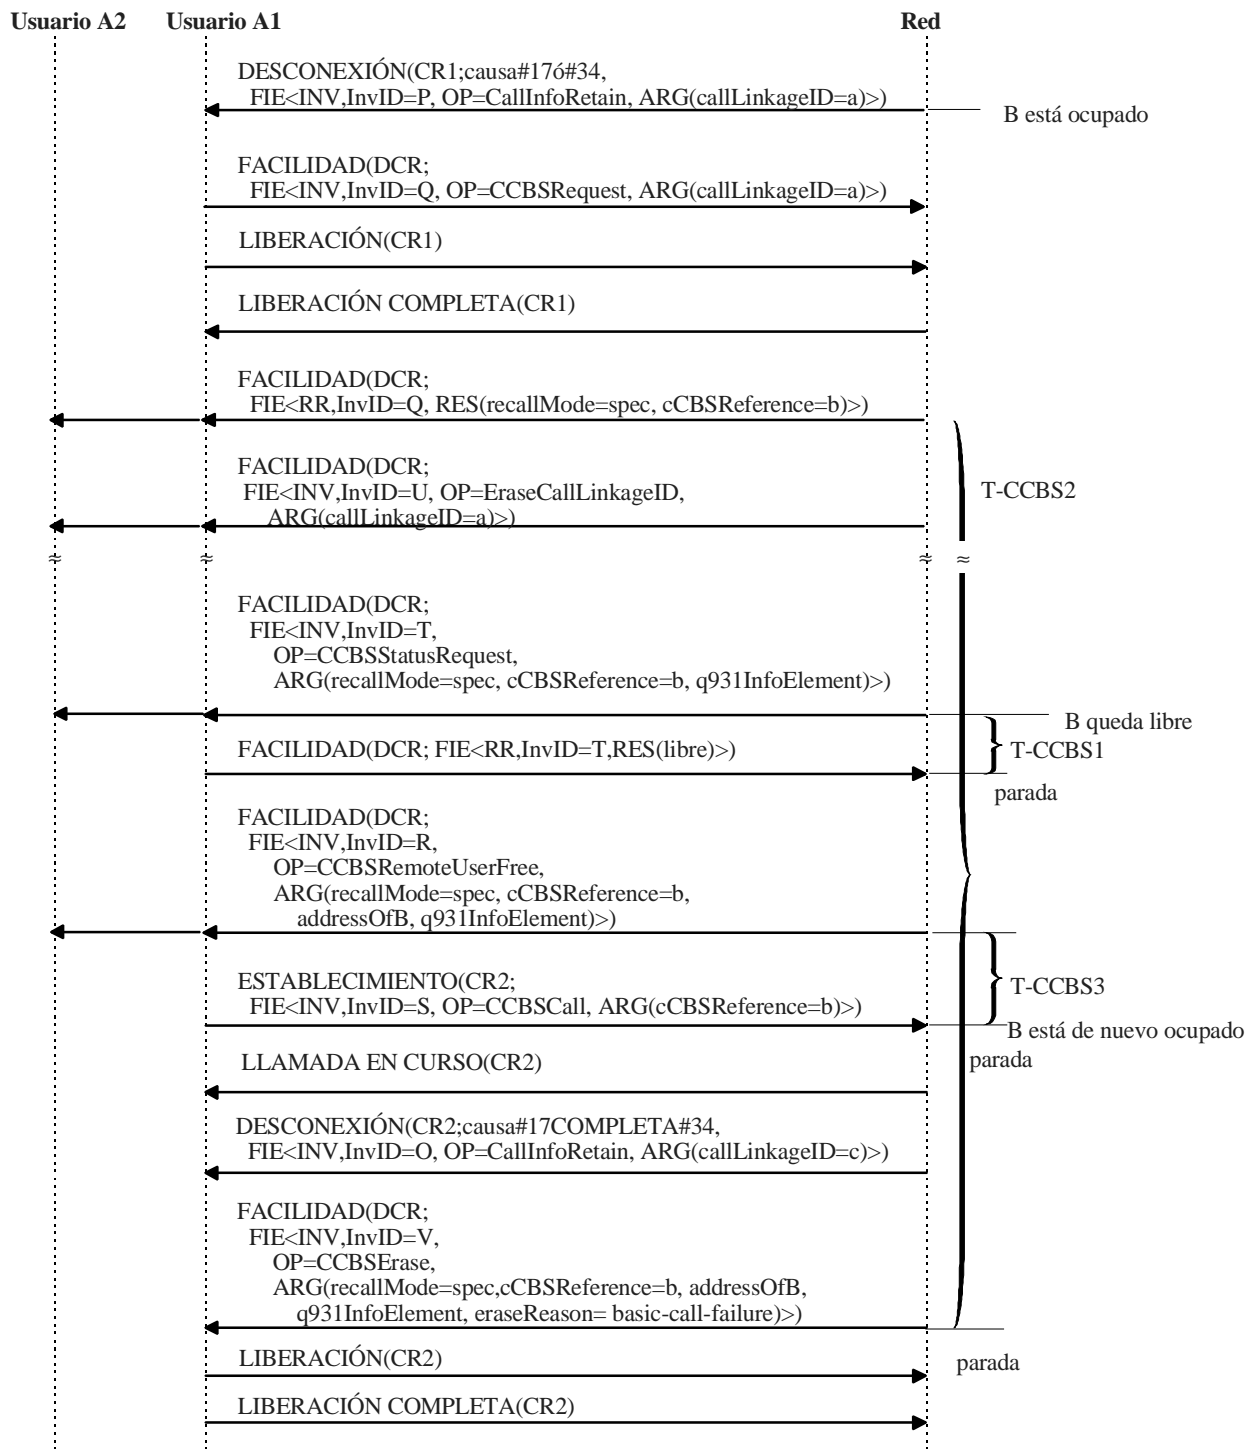 Usuario A2 Usuario A1 Red
DESCONEXIÓN(CR1;causa#17ó#34,
FIE<INV,InvID=P, OP=CallInfoRetain, ARG(callLinkageID=a)>)
B está ocupado
FACILIDAD(DCR;
FIE<INV,InvID=Q, OP=CCBSRequest, ARG(callLinkageID=a)>)
LIBERACIÓN(CR1)
LIBERACIÓN COMPLETA(CR1)
FACILIDAD(DCR;
FIE<RR,InvID=Q, RES(recallMode=spec, cCBSReference=b)>)
FACILIDAD(DCR;
FIE<INV,InvID=U, OP=EraseCallLinkageID,
ARG(callLinkageID=a)>)
T-CCBS2
≈ ≈ ≈ ≈
FACILIDAD(DCR;
FIE<INV,InvID=T,
OP=CCBSStatusRequest,
ARG(recallMode=spec, cCBSReference=b, q931InfoElement)>)
B queda libre
FACILIDAD(DCR; FIE<RR,InvID=T,RES(libre)>)
T-CCBS1
parada
FACILIDAD(DCR;
FIE<INV,InvID=R,
OP=CCBSRemoteUserFree,
ARG(recallMode=spec, cCBSReference=b,
addressOfB, q931InfoElement)>)
ESTABLECIMIENTO(CR2;
FIE<INV,InvID=S, OP=CCBSCall, ARG(cCBSReference=b)>)
T-CCBS3
B está de nuevo ocupado
parada
LLAMADA EN CURSO(CR2)
DESCONEXIÓN(CR2;causa#17COMPLETA#34,
FIE<INV,InvID=O, OP=CallInfoRetain, ARG(callLinkageID=c)>)
FACILIDAD(DCR;
FIE<INV,InvID=V,
OP=CCBSErase,
ARG(recallMode=spec,cCBSReference=b, addressOfB,
q931InfoElement, eraseReason= basic-call-failure)>)
parada
LIBERACIÓN(CR2)
LIBERACIÓN COMPLETA(CR2)